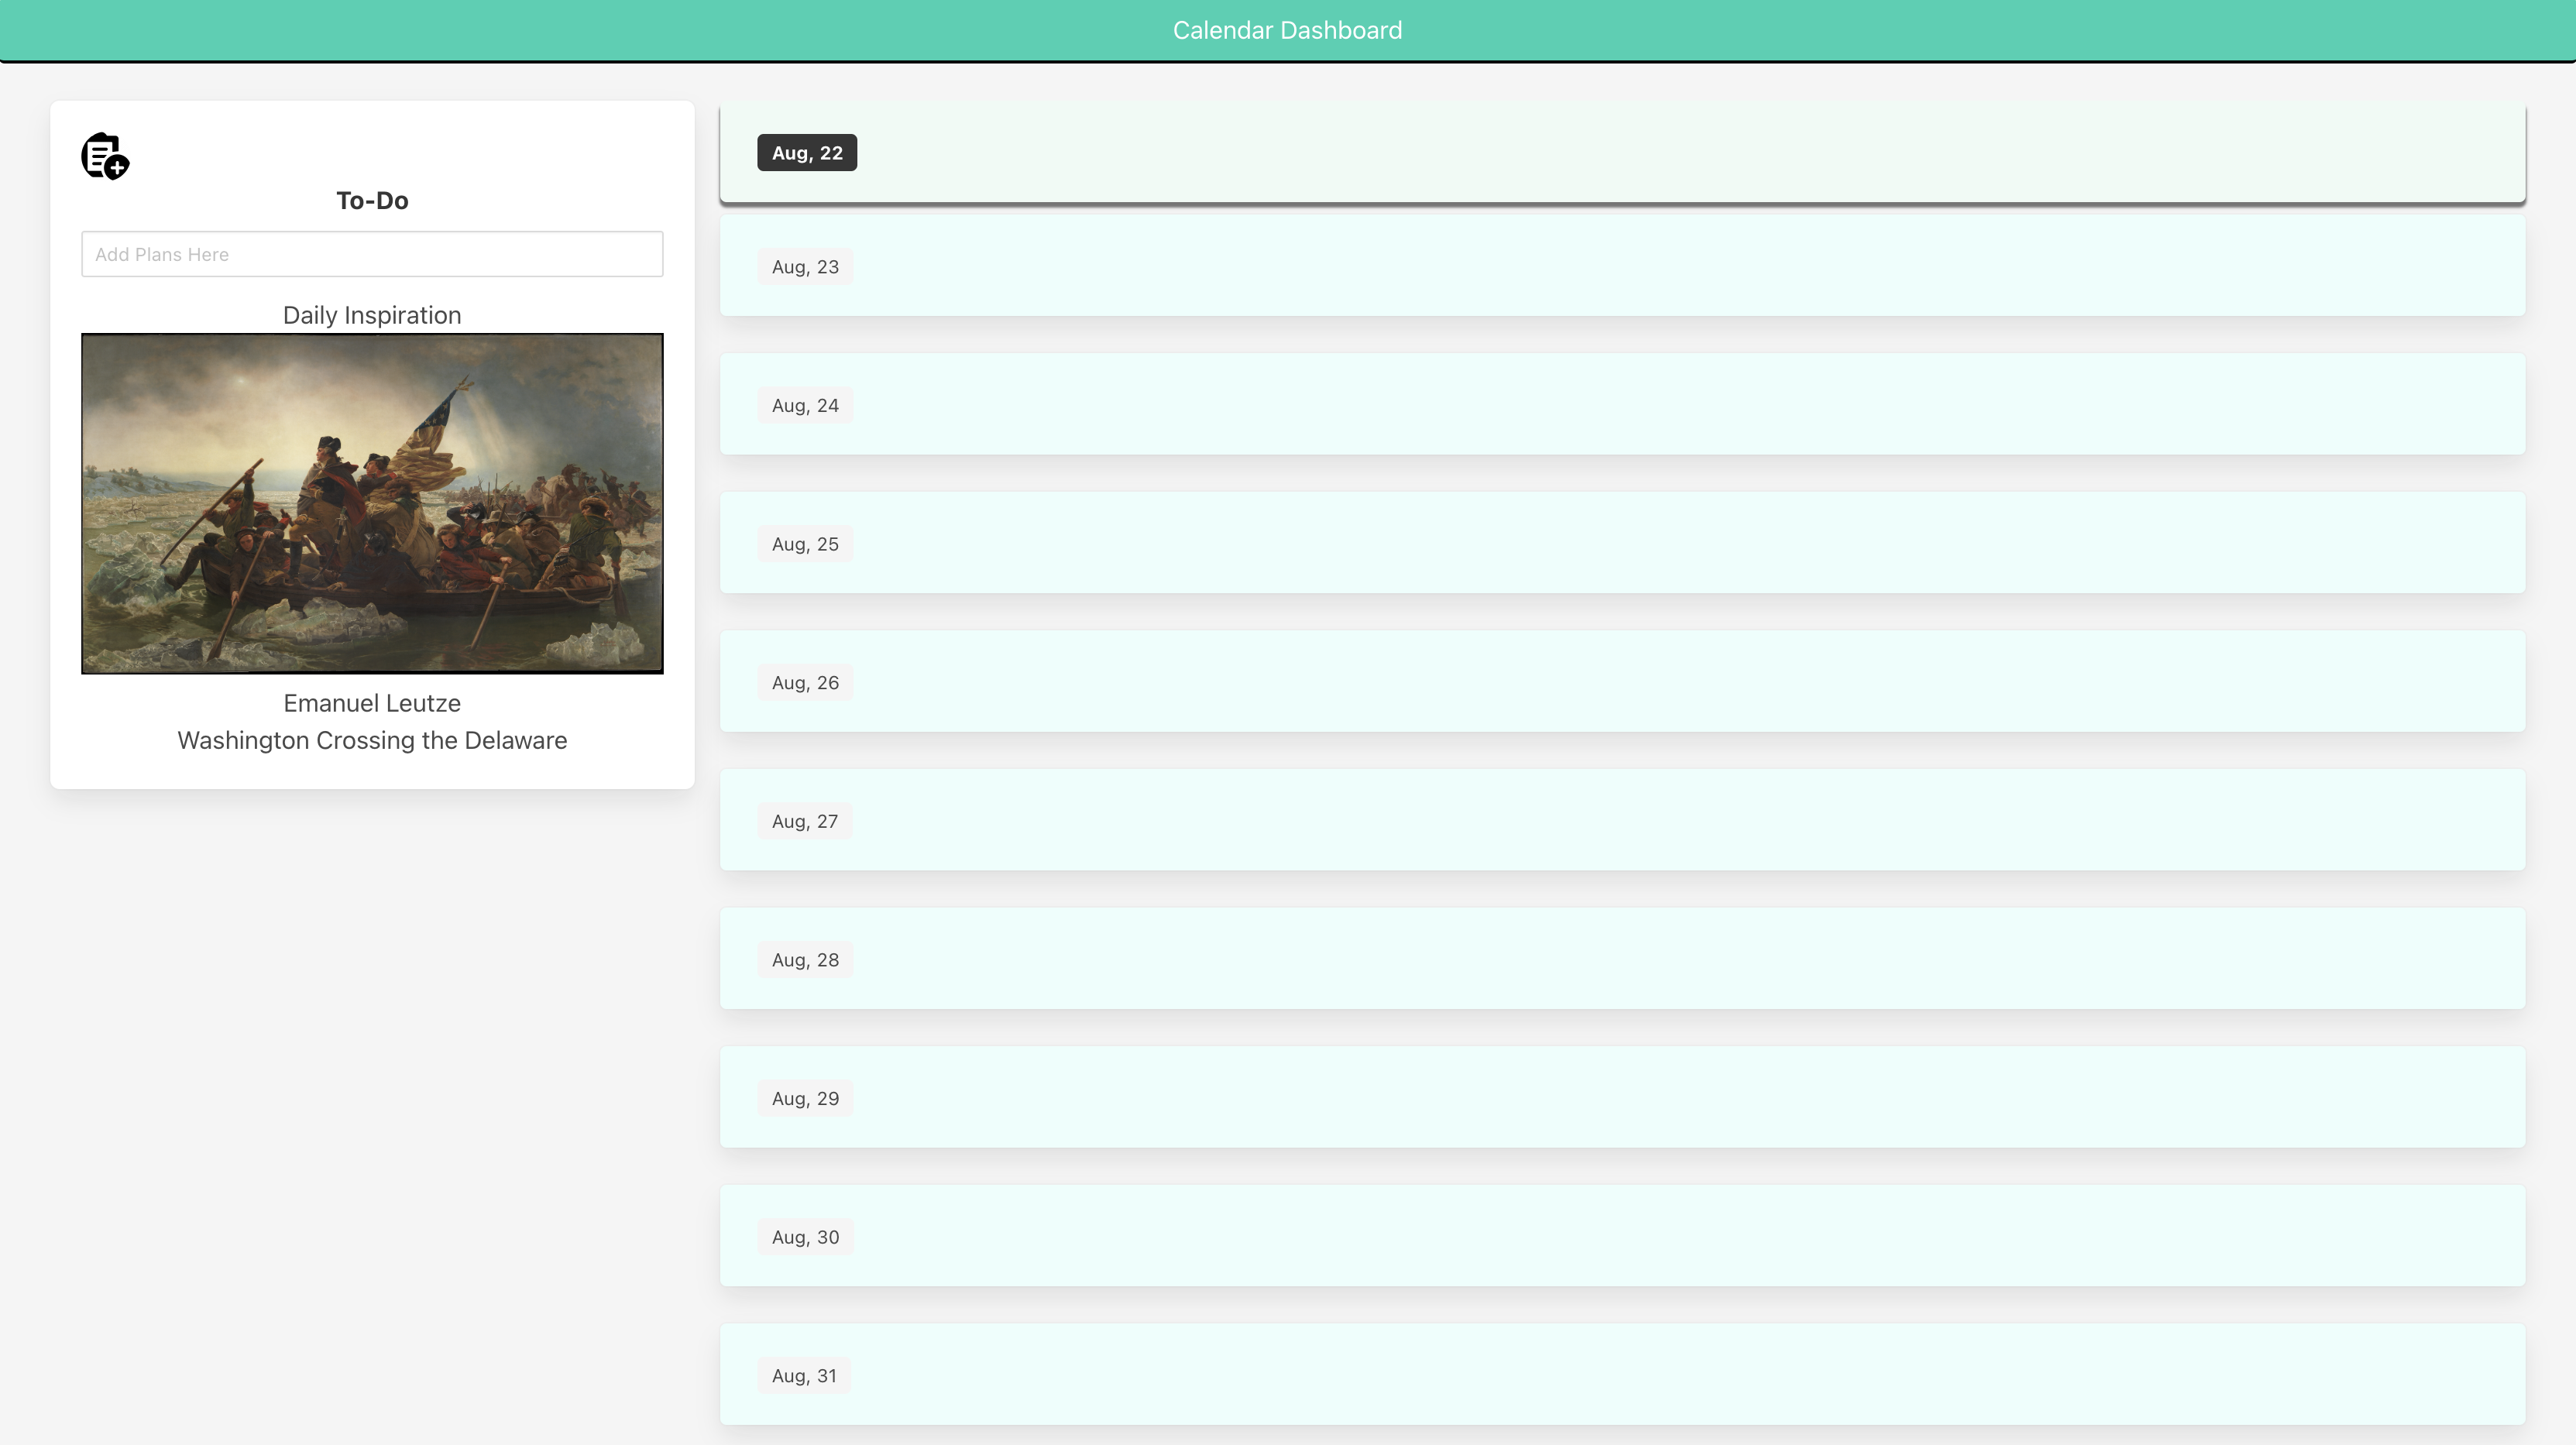 Calendar Dashboard
To-Do
Add Plans Here
Daily Inspiration
Emanuel Leutze
Washington Crossing the Delaware
Aug, 22
Aug, 23
Aug, 24
Aug, 25
Aug, 26
Aug, 27
Aug, 28
Aug, 29
Aug, 30
Aug, 31